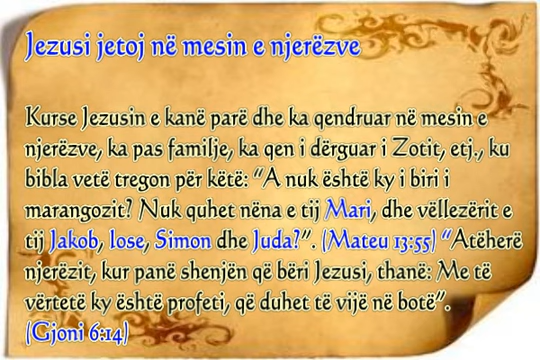 Jezusi jetoj në mesin e njerëzve
Kurse Jezusin e kanë parë dhe ka qendruar në mesin e
njerëzve, ka pas familje, ka qen i dërguar i Zotit, etj., ku
bibla vetë tregon për këtë: “A nuk është ky i biri i
marangozit? Nuk quhet nëna e tij Mari, dhe vëllezërit e
tij Jakob, Iose, Simon dhe Juda?”. (Mateu 13:55) “Atëherë
njerëzit, kur panë shenjën që bëri Jezusi, thanë: Me të
vërtetë ky është profeti, që duhet të vijë në botë”.
(Gjoni 6:14)